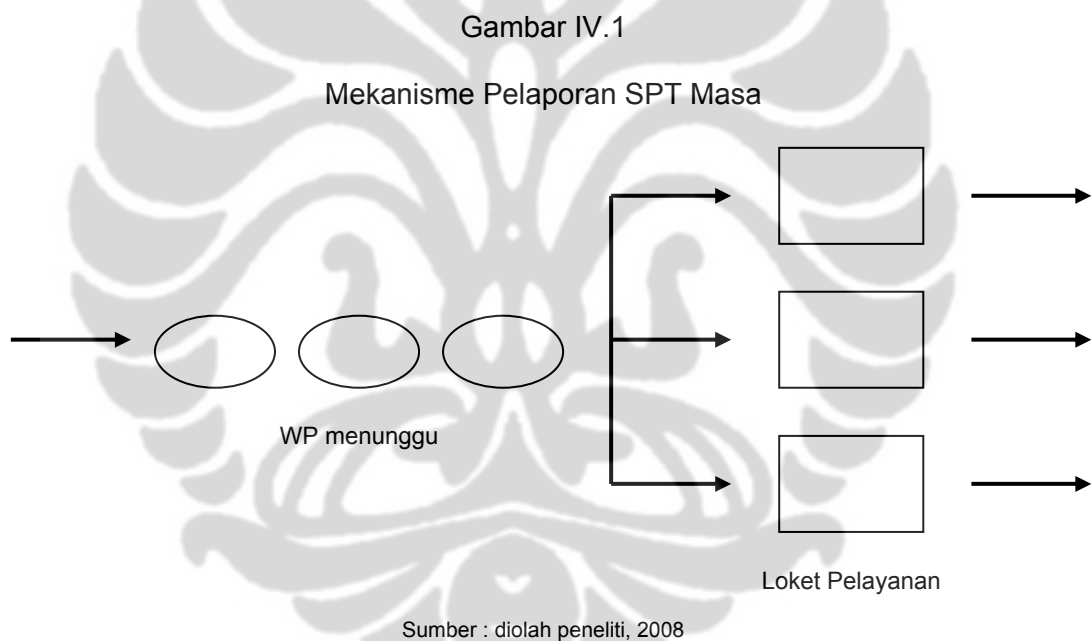 Gambar IV.1
Mekanisme Pelaporan SPT Masa
WP menunggu
Loket Pelayanan
Sumber : diolah peneliti, 2008